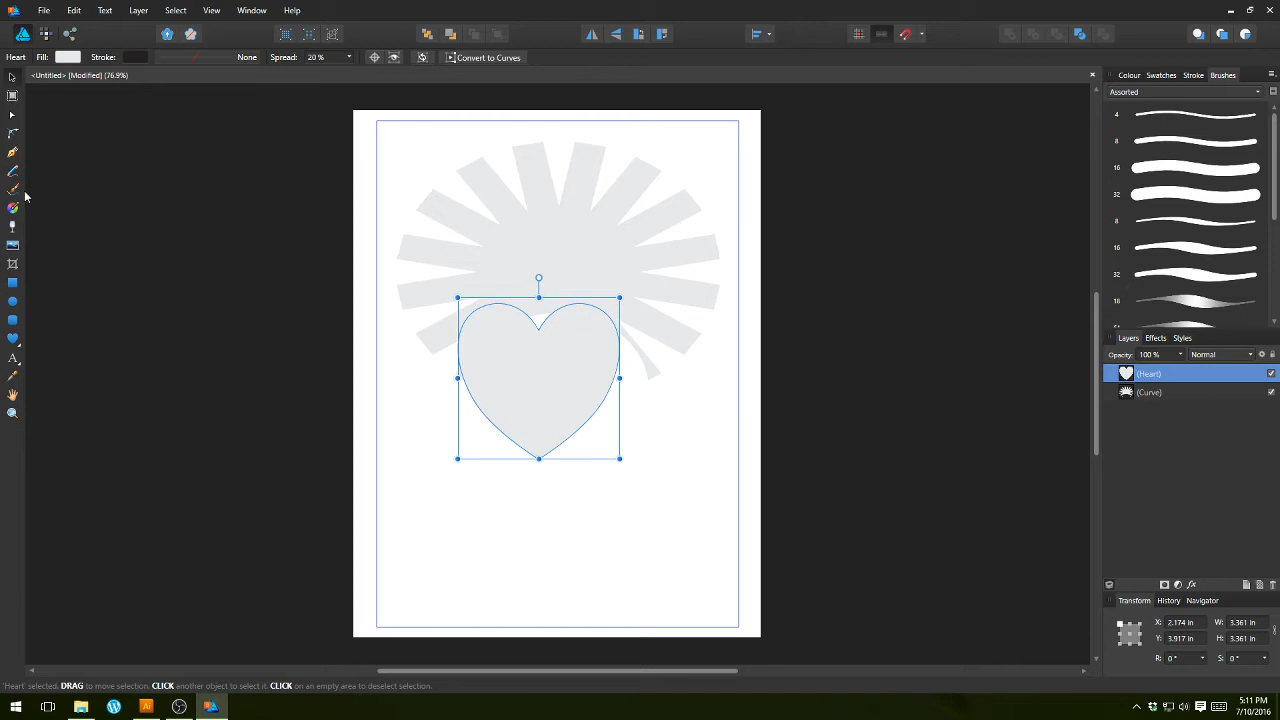 File Edit Text Layer Select View Window Help
Heart Fill: Stroke: None Spread: 20 % Convert to Curves
<Untitled> (Modified) (76.9%)
Colour Swatches Stroke Brushes
Assorted
4
8
16
32
8
16
32
18
64
Layers Effects Styles
Opacity: 100 % Normal
(Heart)
(Curve)
Transform History Navigator
X: 2.174 in W: 3.361 in
Y: 3.917 in H: 3.361 in
R: 0 ° S: 0 °
'Heart' selected. DRAG to move selection. CLICK another object to select it. CLICK on an empty area to deselect selection.
Ai
5:11 PM
7/10/2016